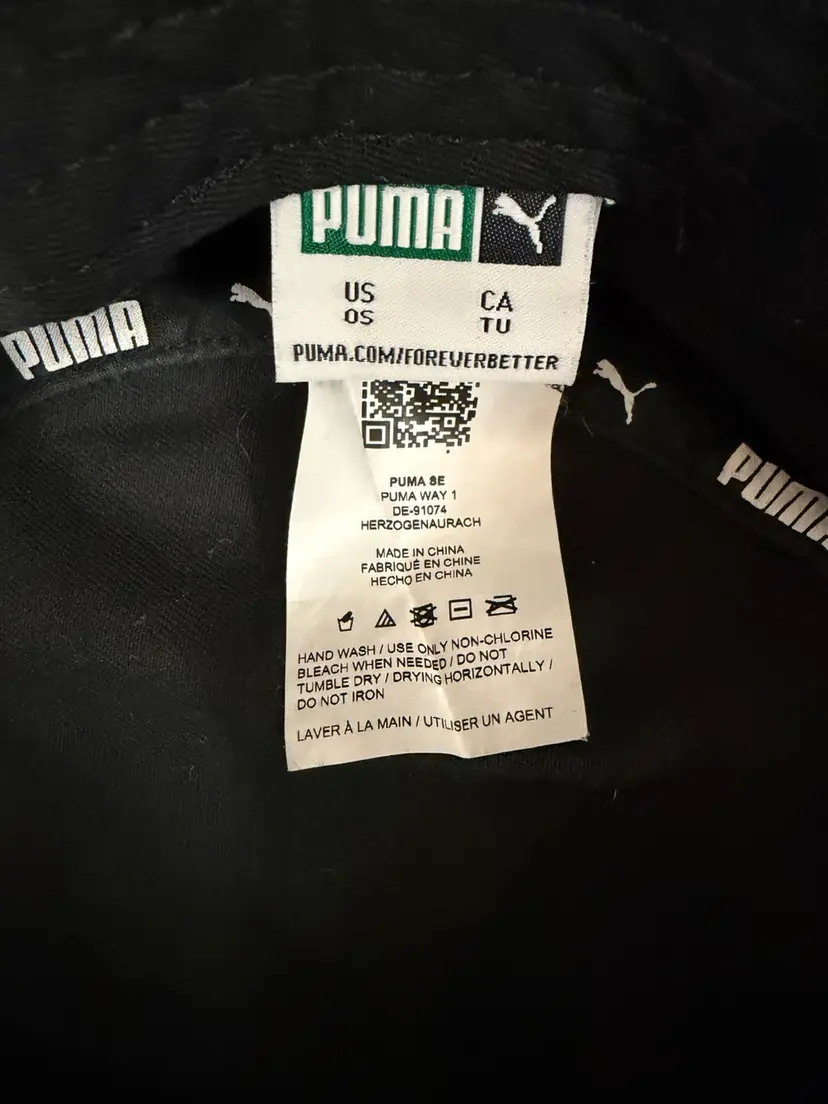 PUMA
US
OS
CA
TU
PUMA.COM/FOREVERBETTER
PUMA
PUMA
PUMA SE
PUMA WAY 1
DE-91074
HERZOGENAURACH
MADE IN CHINA
FABRIQUÉ EN CHINE
HECHO EN CHINA
HAND WASH / USE ONLY NON-CHLORINE
BLEACH WHEN NEEDED / DO NOT
TUMBLE DRY / DRYING HORIZONTALLY /
DO NOT IRON
LAVER À LA MAIN / UTILISER UN AGENT